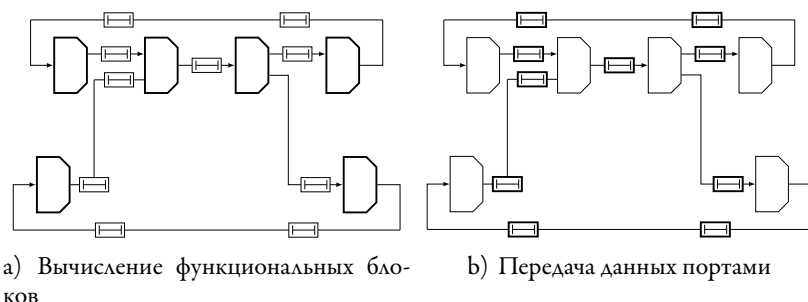 a) Вычисление функциональных бло-
ков
b) Передача данных портами